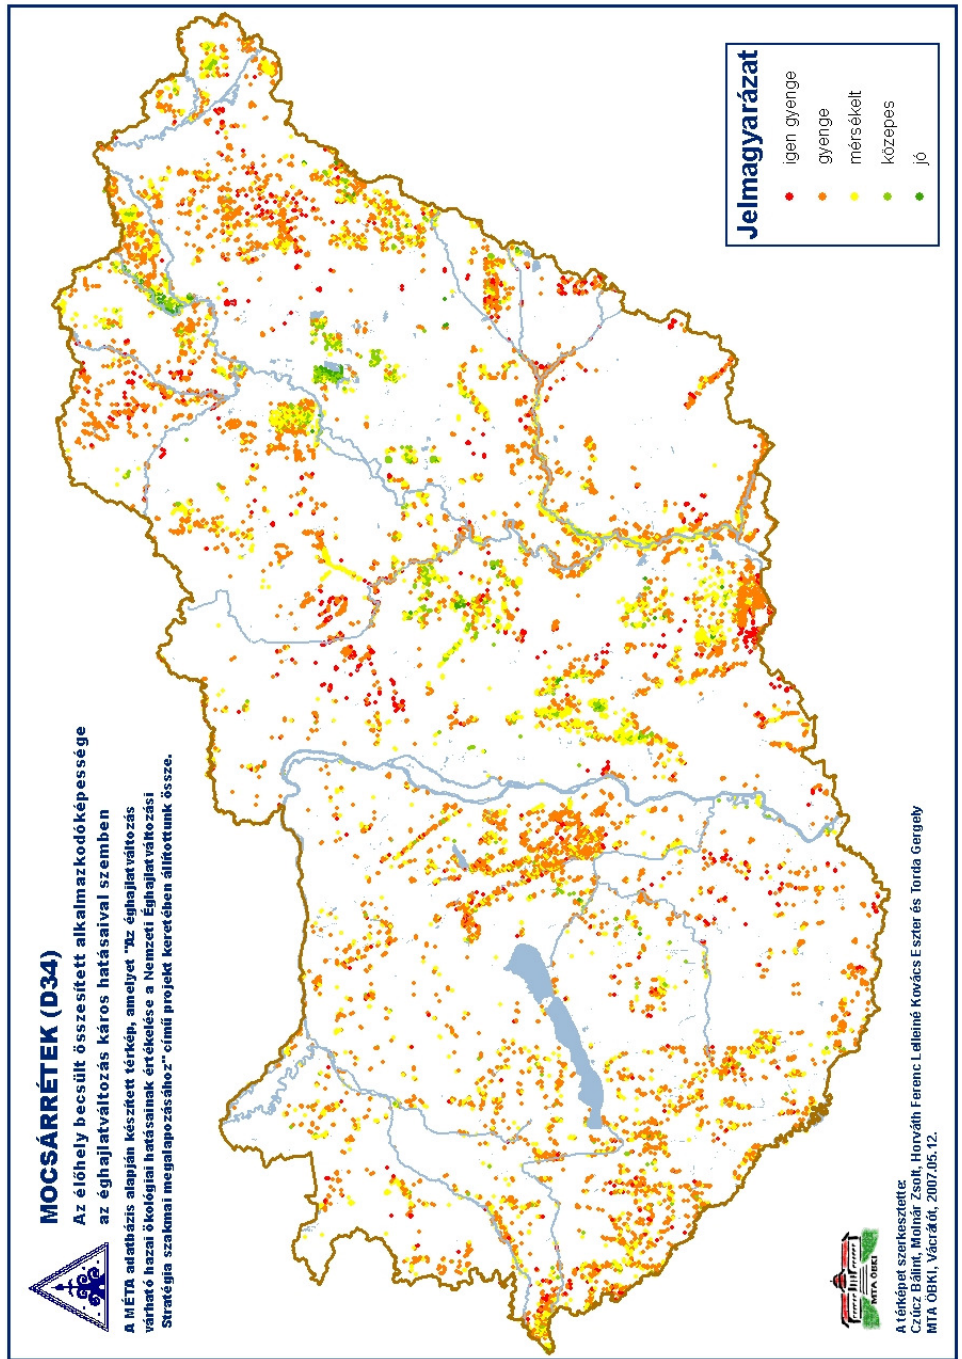 MOCSÁRRÉTEK (D34)
Az élőhely becsült összesített alkalmazkodóképessége
az éghajlatváltozás káros hatásaival szemben
A MÉTA adatbázis alapján készített térkép, amelyet "Az éghajlatváltozás
várható hazai ökológiai hatásainak értékelése a Nemzeti Éghajlatváltozási
Stratégia szakmai megalapozásához" című projekt keretében állítottunk össze.
Jelmagyarázat
igen gyenge
gyenge
mérsékelt
közepes
jó
MTA ÖBKI
A térképet szerkesztette:
Czúcz Bálint, Molnár Zsolt, Horváth Ferenc Lelleiné Kovács Eszter és Torda Gergely
MTA ÖBKI, Vácrátót, 2007.05.12.